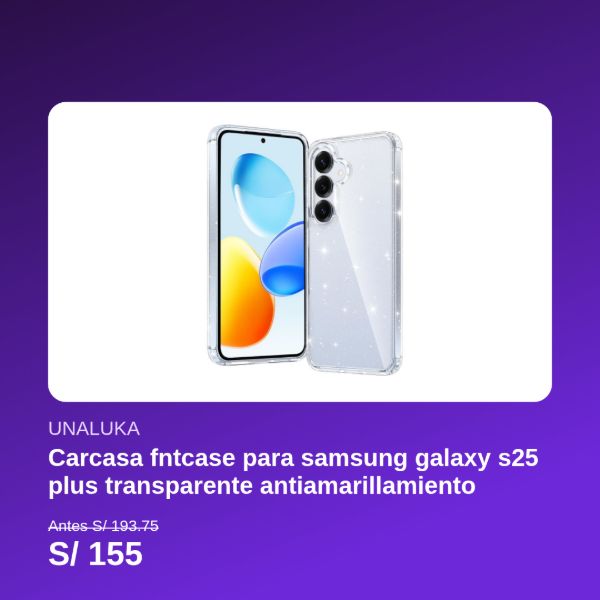 UNALUKA
Carcasa fntcase para samsung galaxy s25
plus transparente antiamarillamiento
Antes S/ 193.75
S/ 155